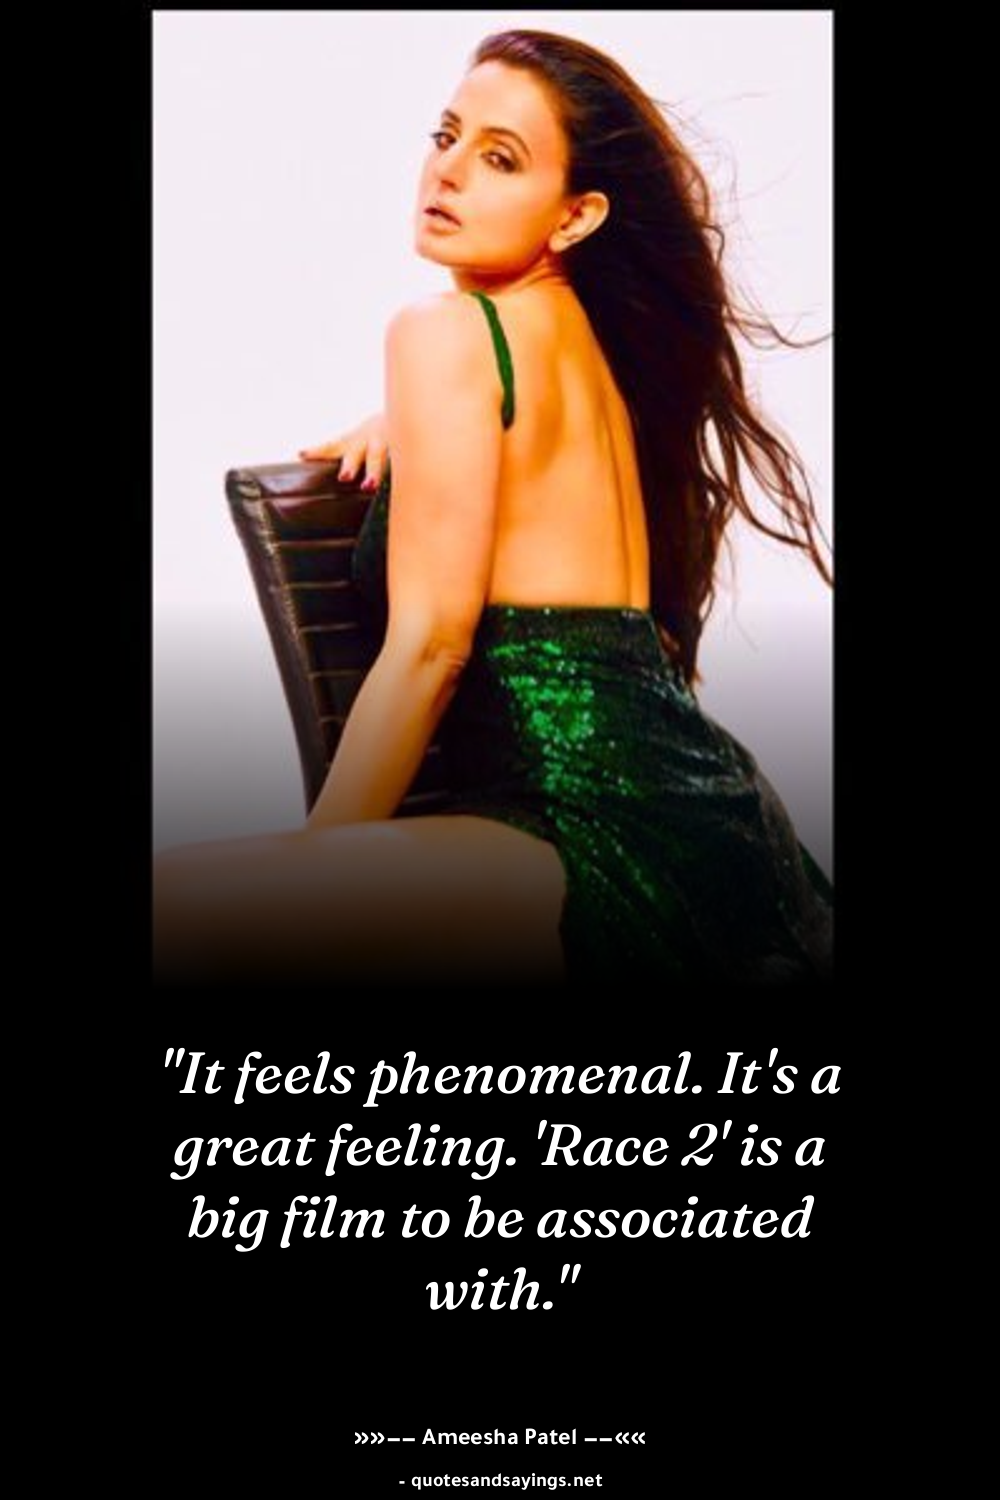 "It feels phenomenal. It's a
great feeling. 'Race 2' is a
big film to be associated
with."
»»–– Ameesha Patel ––««
- quotesandsayings.net